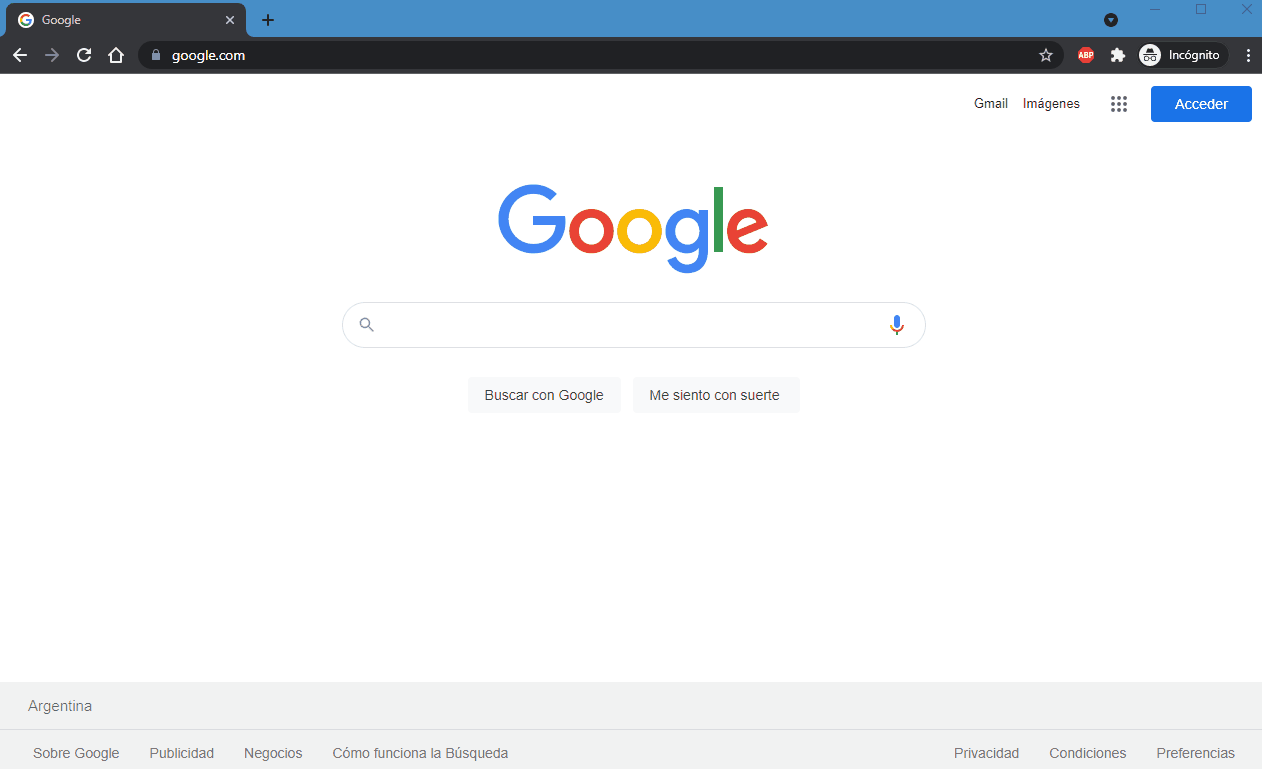 Google
google.com
ABP
Incógnito
Gmail Imágenes Acceder
Google
Buscar con Google Me siento con suerte
Argentina
Sobre Google Publicidad Negocios Cómo funciona la Búsqueda Privacidad Condiciones Preferencias